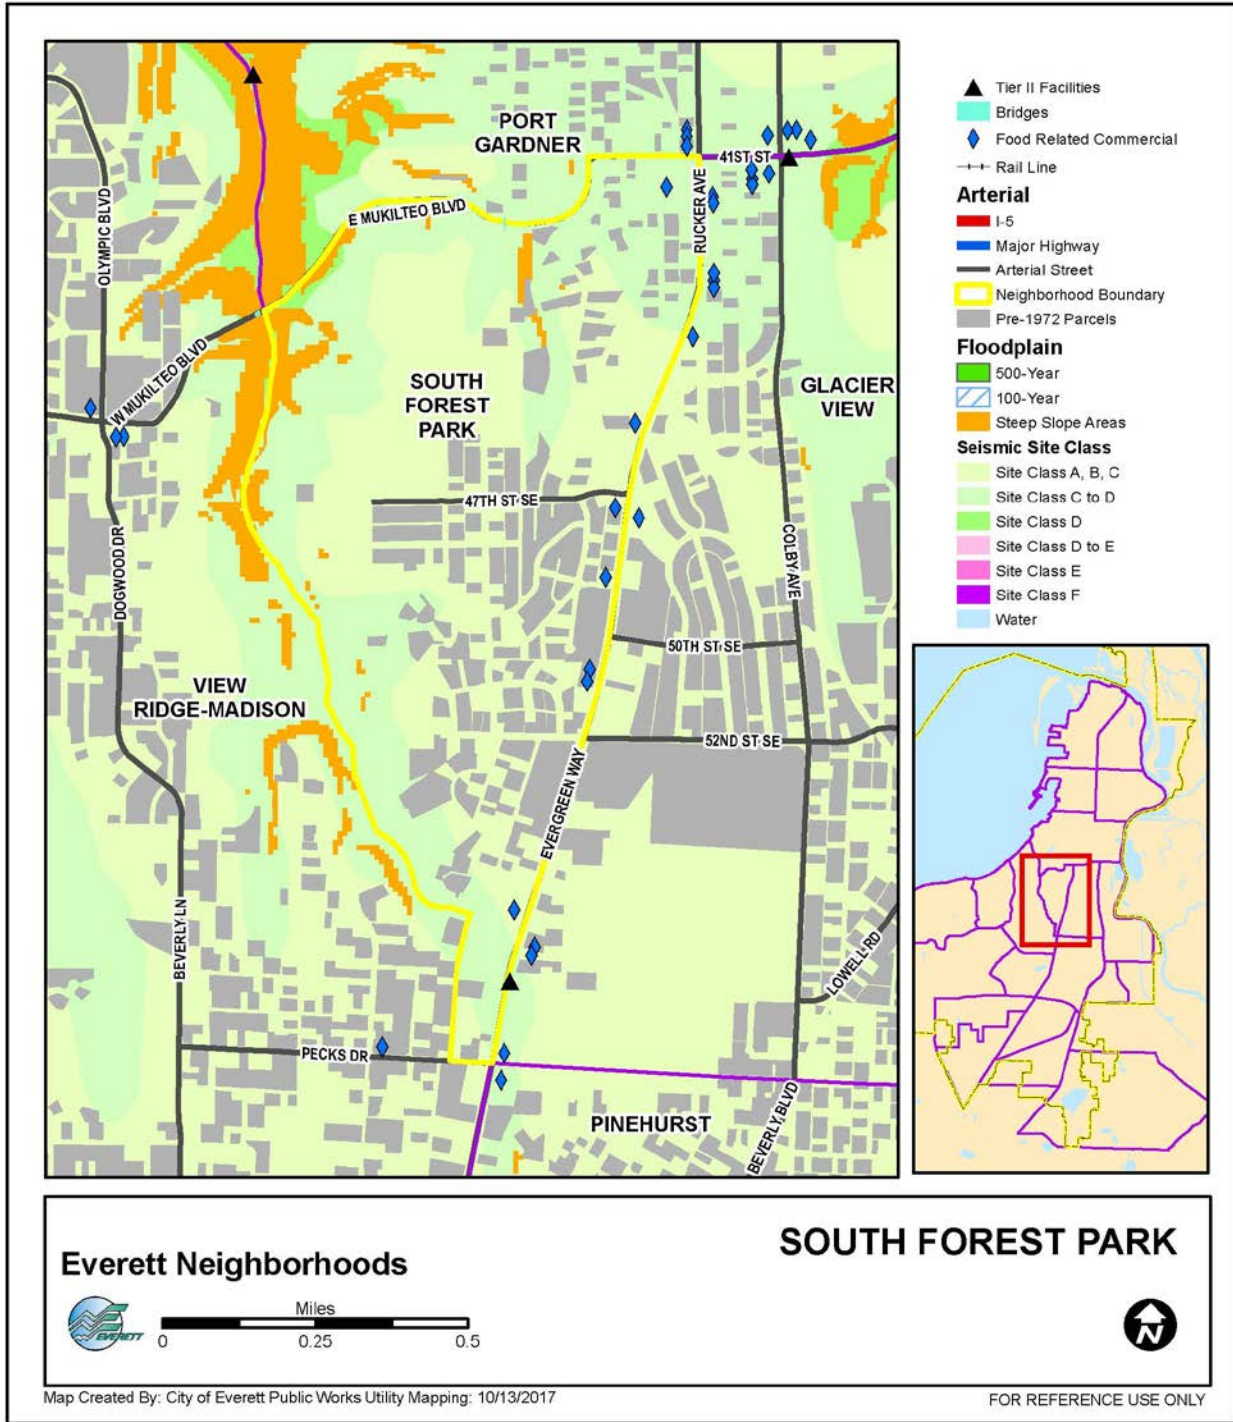 PORT
GARDNER
41ST ST
E MUKILTEO BLVD
RUCKER AVE
OLYMPIC BLVD
W MUKILTEO BLVD
SOUTH
FOREST
PARK
GLACIER
VIEW
47TH ST SE
COLBY AVE
DOGWOOD DR
50TH ST SE
VIEW
RIDGE-MADISON
52ND ST SE
EVERGREEN WAY
BEVERLY LN
LOWELL RD
PECKS DR
PINEHURST
BEVERLY BLVD
Tier II Facilities
Bridges
Food Related Commercial
Rail Line
Arterial
I-5
Major Highway
Arterial Street
Neighborhood Boundary
Pre-1972 Parcels
Floodplain
500-Year
100-Year
Steep Slope Areas
Seismic Site Class
Site Class A, B, C
Site Class C to D
Site Class D
Site Class D to E
Site Class E
Site Class F
Water
Everett Neighborhoods
SOUTH FOREST PARK
EVERETT
Miles
0 0.25 0.5
N
Map Created By: City of Everett Public Works Utility Mapping: 10/13/2017
FOR REFERENCE USE ONLY